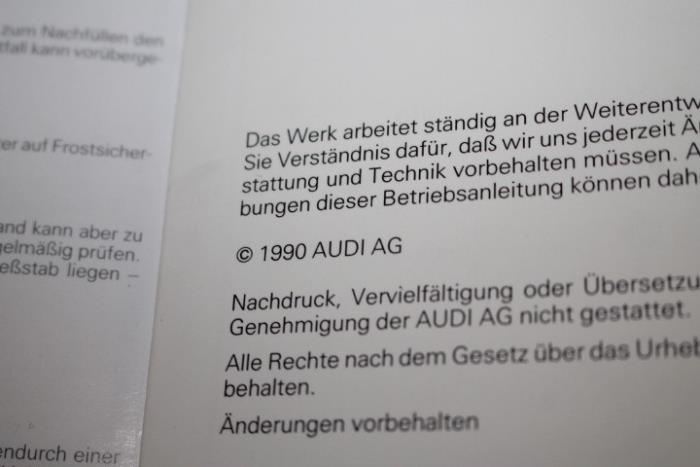 zum Nachfüllen den
tfall kann vorüberge-
er auf Frostsicher-
and kann aber zu
gelmäßig prüfen.
eßstab liegen –
endurch einer
Das Werk arbeitet ständig an der Weiterentw
Sie Verständnis dafür, daß wir uns jederzeit Ä
stattung und Technik vorbehalten müssen. A
bungen dieser Betriebsanleitung können dah
© 1990 AUDI AG
Nachdruck, Vervielfältigung oder Übersetzu
Genehmigung der AUDI AG nicht gestattet.
Alle Rechte nach dem Gesetz über das Urheb
behalten.
Änderungen vorbehalten